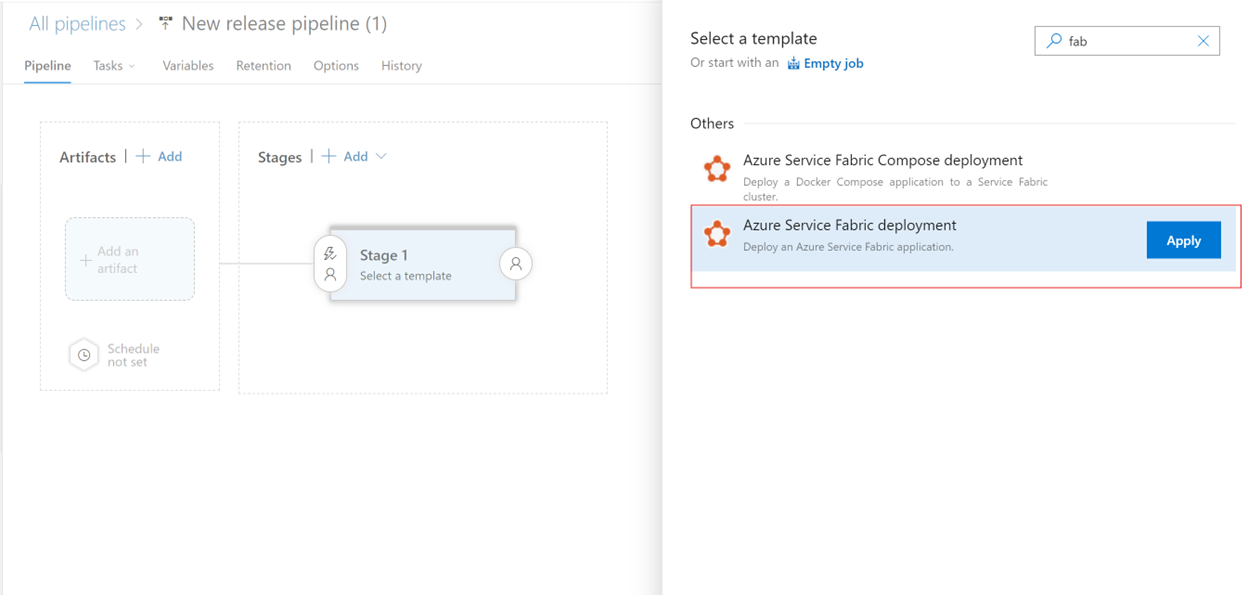 All pipelines > New release pipeline (1)
Pipeline Tasks Variables Retention Options History
Artifacts | + Add
Add an
artifact
Schedule
not set
Stages | + Add
Stage 1
Select a template
Select a template
Or start with an Empty job
fab
Others
Azure Service Fabric Compose deployment
Deploy a Docker Compose application to a Service Fabric
cluster.
Azure Service Fabric deployment
Deploy an Azure Service Fabric application.
Apply